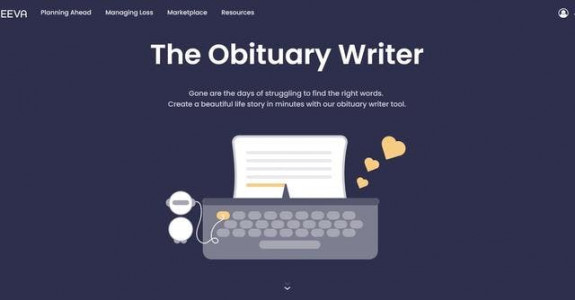 EEVA
Planning Ahead Managing Loss Marketplace Resources
The Obituary Writer
Gone are the days of struggling to find the right words.
Create a beautiful life story in minutes with our obituary writer tool.